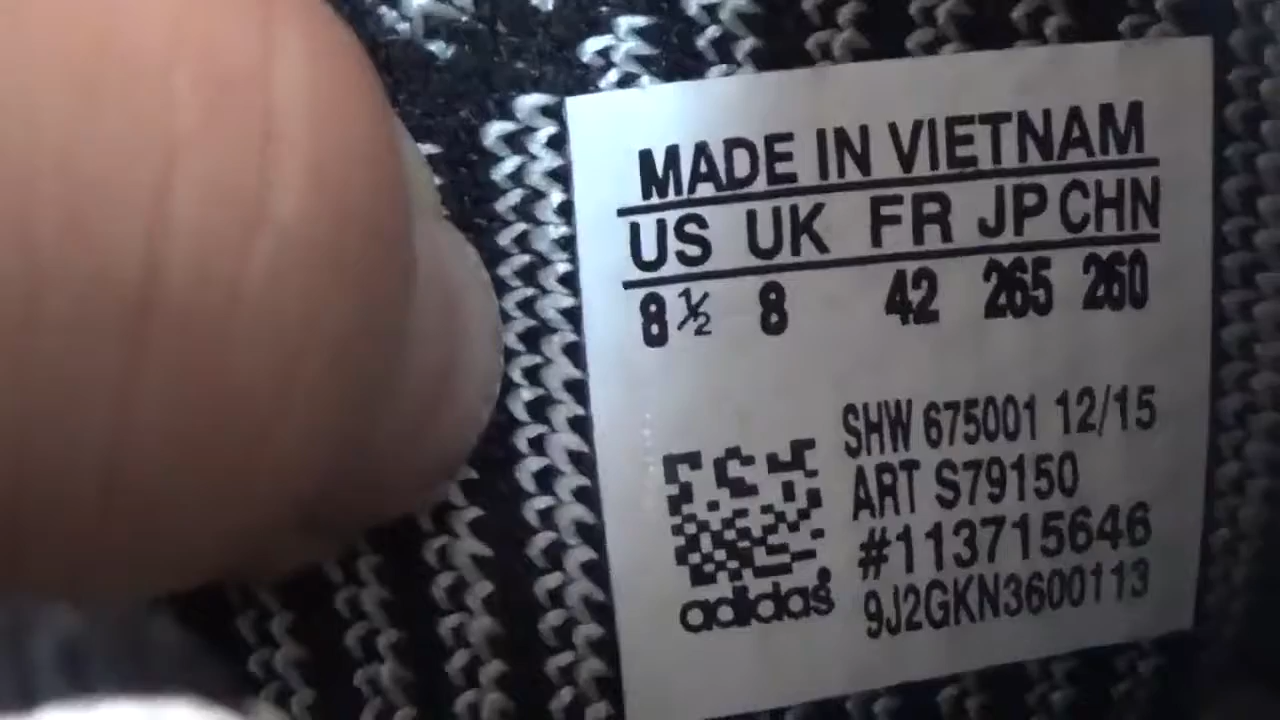 MADE IN VIETNAM
US UK FR JP CHN
8½ 8 42 265 260
SHW 675001 12/15
ART S79150
#113715646
adidas 9J2GKN3600113